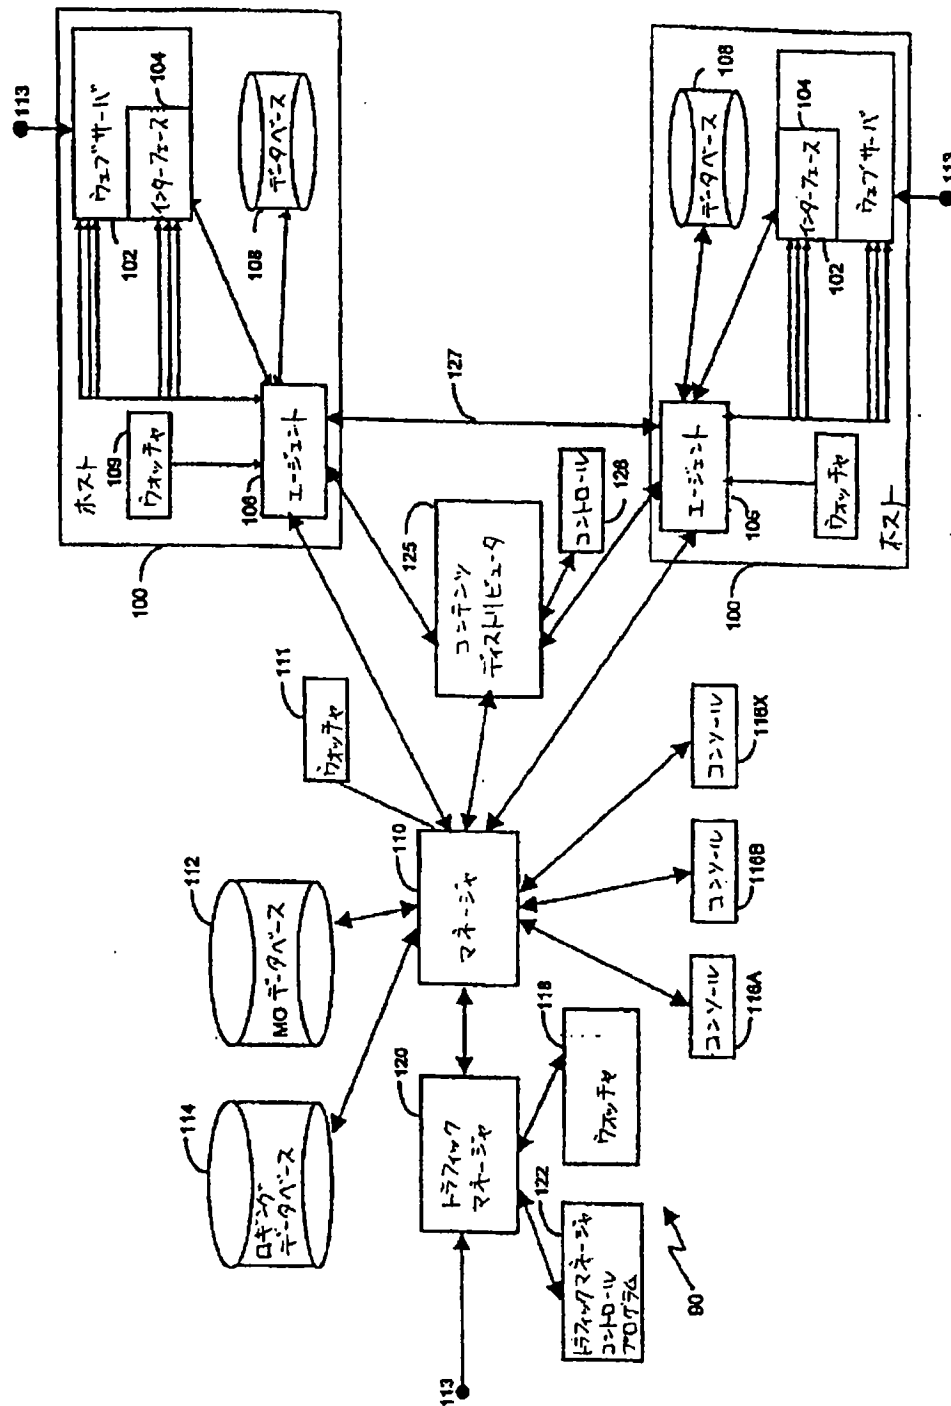 113
ロギング
データベース
114
MOデータベース
112
トラフィック
マネージャ
120
マネージャ
110
ウォッチャ
111
ウォッチャ
118
トラフィックマネージャ
コントロール
プログラム
122
90
コンソール
116A
コンソール
116B
コンソール
116X
コンテンツ
ディストリビュータ
125
コントロール
126
127
100
ホスト
ウォッチャ
109
エージェント
106
ウェブサーバ
インターフェース
104
102
データベース
108
113
100
ホスト
ウォッチャ
エージェント
106
データベース
108
インターフェース
104
ウェブサーバ
102
113